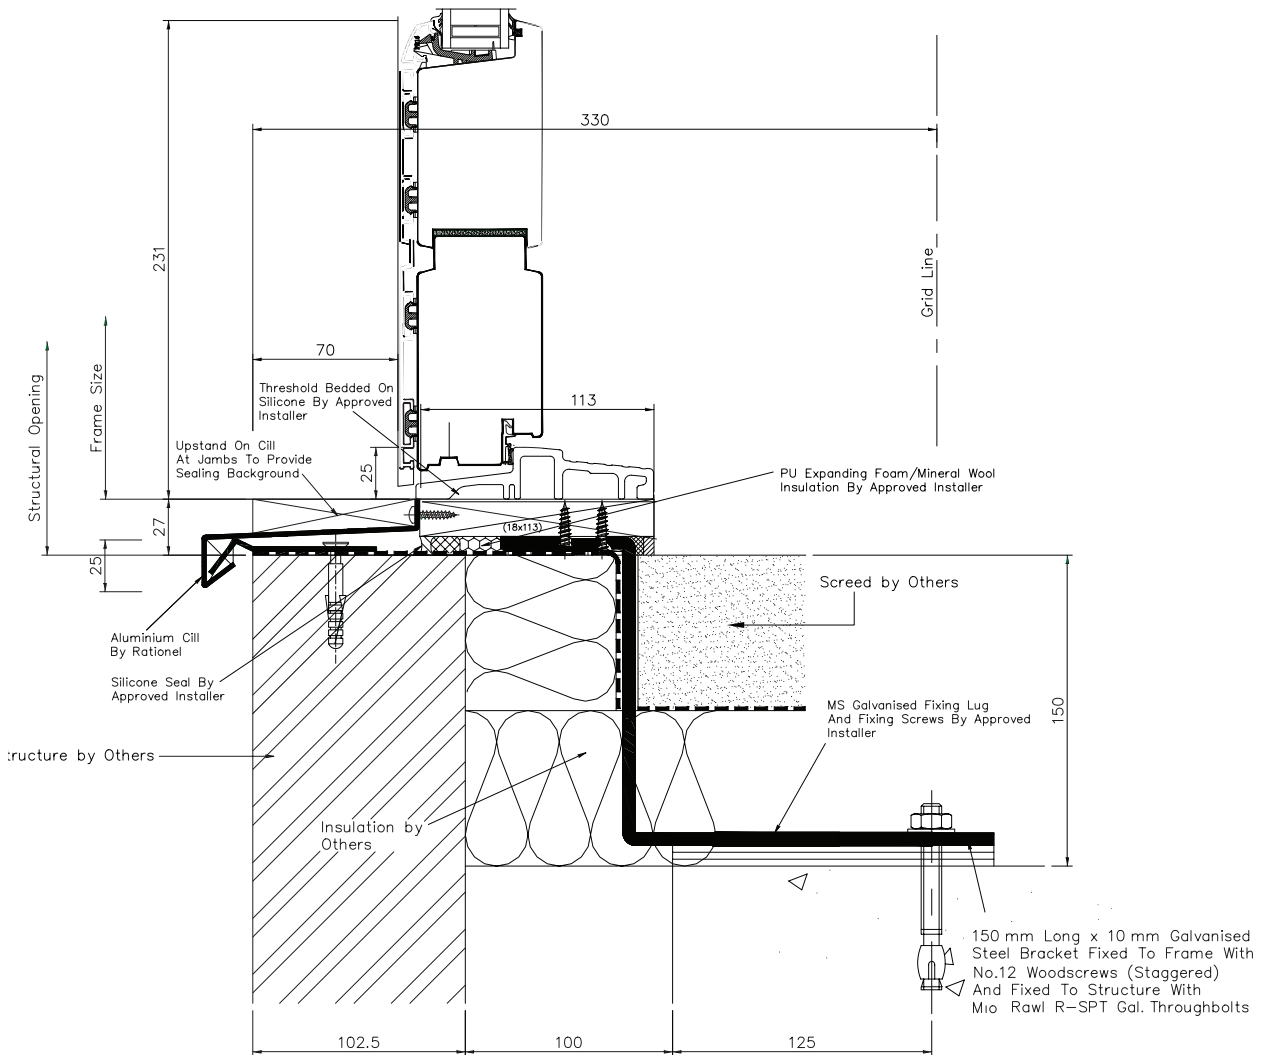 330
231
Grid Line
Structural Opening
Frame Size
70
Threshold Bedded On
Silicone By Approved
Installer
113
Upstand On Cill
At Jambs To Provide
Sealing Background
25
PU Expanding Foam/Mineral Wool
Insulation By Approved Installer
27
(18x113)
25
Screed by Others
Aluminium Cill
By Rationel
Silicone Seal By
Approved Installer
MS Galvanised Fixing Lug
And Fixing Screws By Approved
Installer
150
tructure by Others
Insulation by
Others
150 mm Long x 10 mm Galvanised
Steel Bracket Fixed To Frame With
No.12 Woodscrews (Staggered)
And Fixed To Structure With
M10 Rawl R-SPT Gal. Throughbolts
102.5
100
125